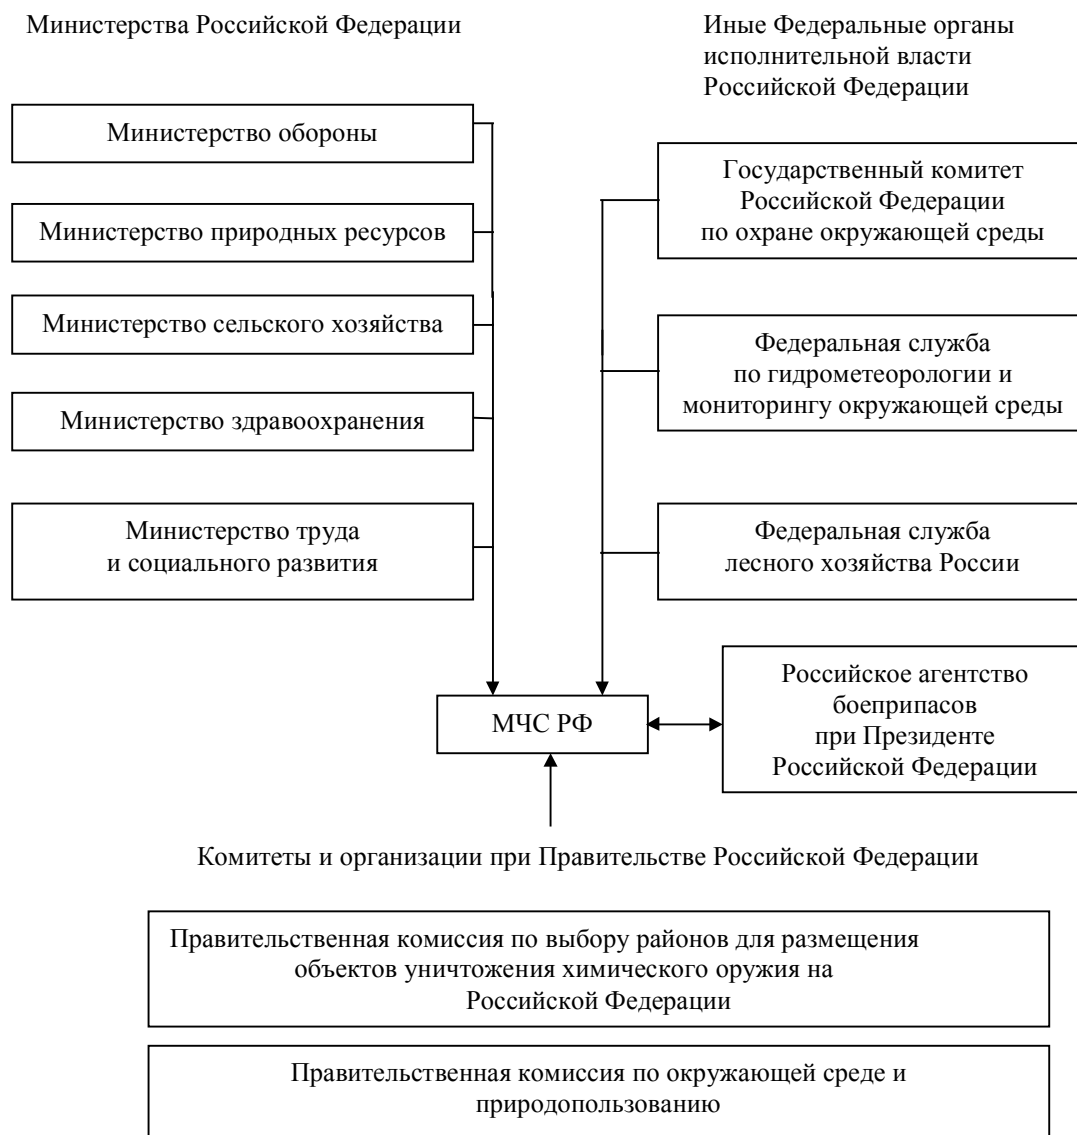 Министерства Российской Федерации
Иные Федеральные органы
исполнительной власти
Российской Федерации
Министерство обороны
Министерство природных ресурсов
Министерство сельского хозяйства
Министерство здравоохранения
Министерство труда
и социального развития
Государственный комитет
Российской Федерации
по охране окружающей среды
Федеральная служба
по гидрометеорологии и
мониторингу окружающей среды
Федеральная служба
лесного хозяйства России
МЧС РФ
Российское агентство
боеприпасов
при Президенте
Российской Федерации
Комитеты и организации при Правительстве Российской Федерации
Правительственная комиссия по выбору районов для размещения
объектов уничтожения химического оружия на
Российской Федерации
Правительственная комиссия по окружающей среде и
природопользованию